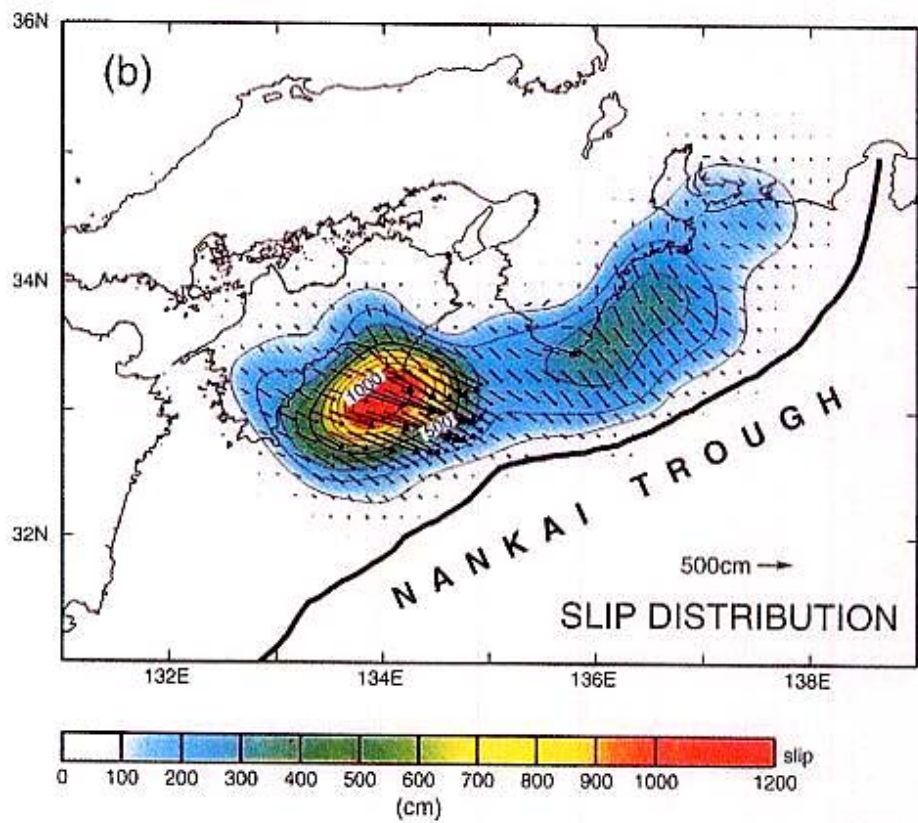 36N
(b)
34N
1000
500
32N
NANKAI TROUGH
500cm
SLIP DISTRIBUTION
132E 134E 136E 138E
slip
0 100 200 300 400 500 600 700 800 900 1000 1200
(cm)